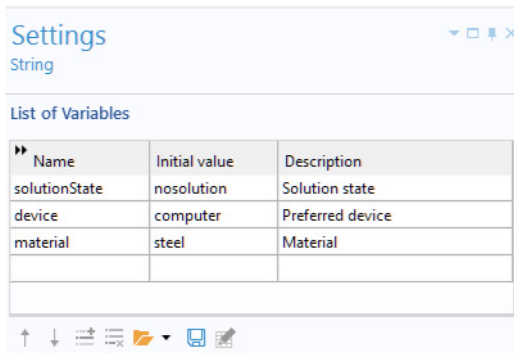 Settings
String
List of Variables
Name Initial value Description
solutionState nosolution Solution state
device computer Preferred device
material steel Material